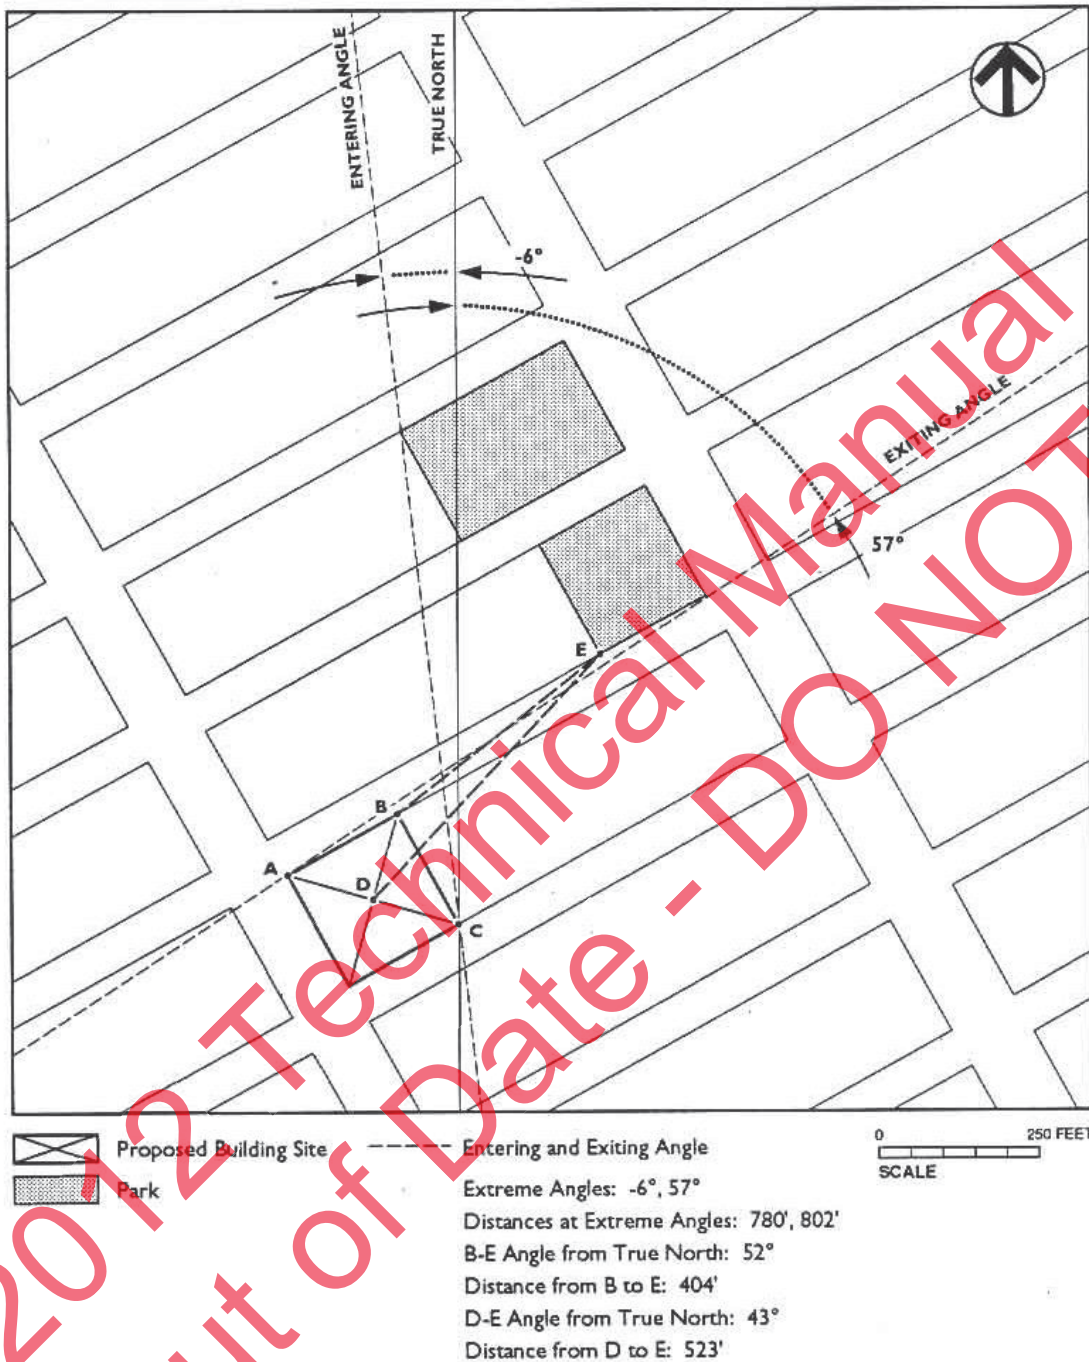 ENTERING ANGLE
TRUE NORTH
-6°
EXITING ANGLE
57°
E
B
A
D
C
0 250 FEET
SCALE
Proposed Building Site
Entering and Exiting Angle
Park
Extreme Angles: -6°, 57°
Distances at Extreme Angles: 780', 802'
B-E Angle from True North: 52°
Distance from B to E: 404'
D-E Angle from True North: 43°
Distance from D to E: 523'
2012 Technical Manual
ut of Date - DO NOT